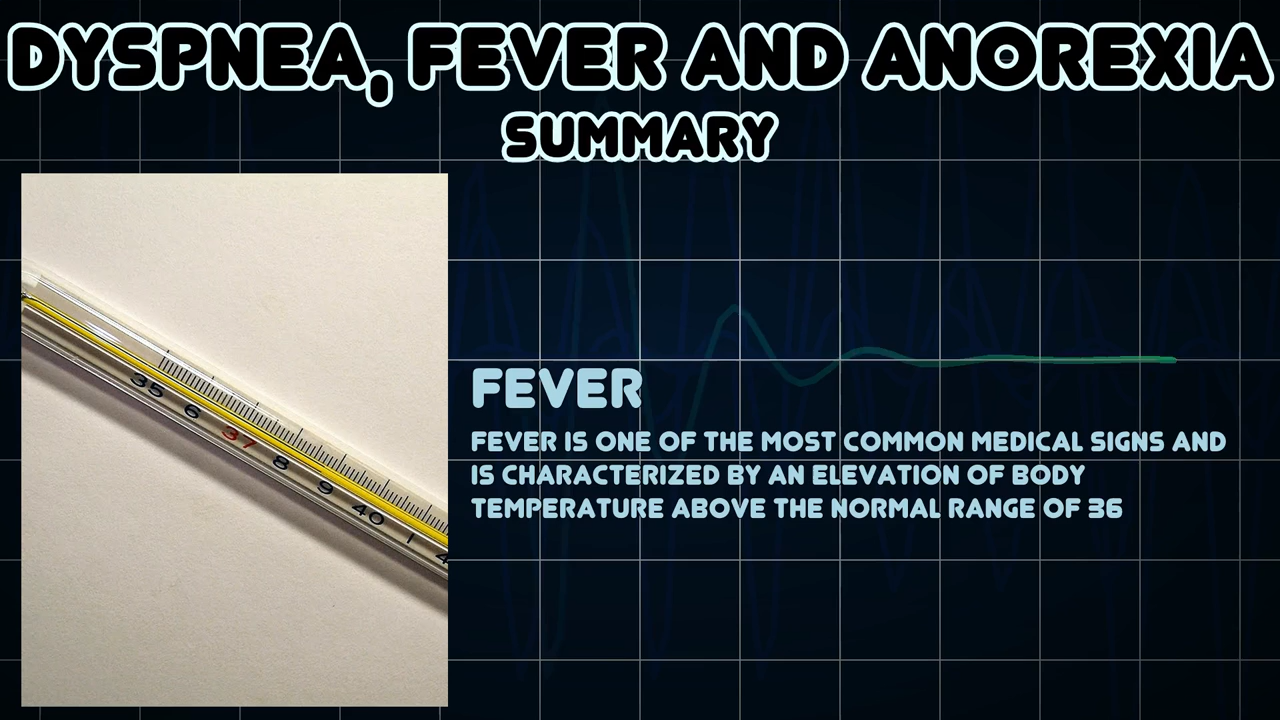 DYSPNEA, FEVER AND ANOREXIA
SUMMARY
35 6 37 8 9 40 1 4
FEVER
FEVER IS ONE OF THE MOST COMMON MEDICAL SIGNS AND
IS CHARACTERIZED BY AN ELEVATION OF BODY
TEMPERATURE ABOVE THE NORMAL RANGE OF 36